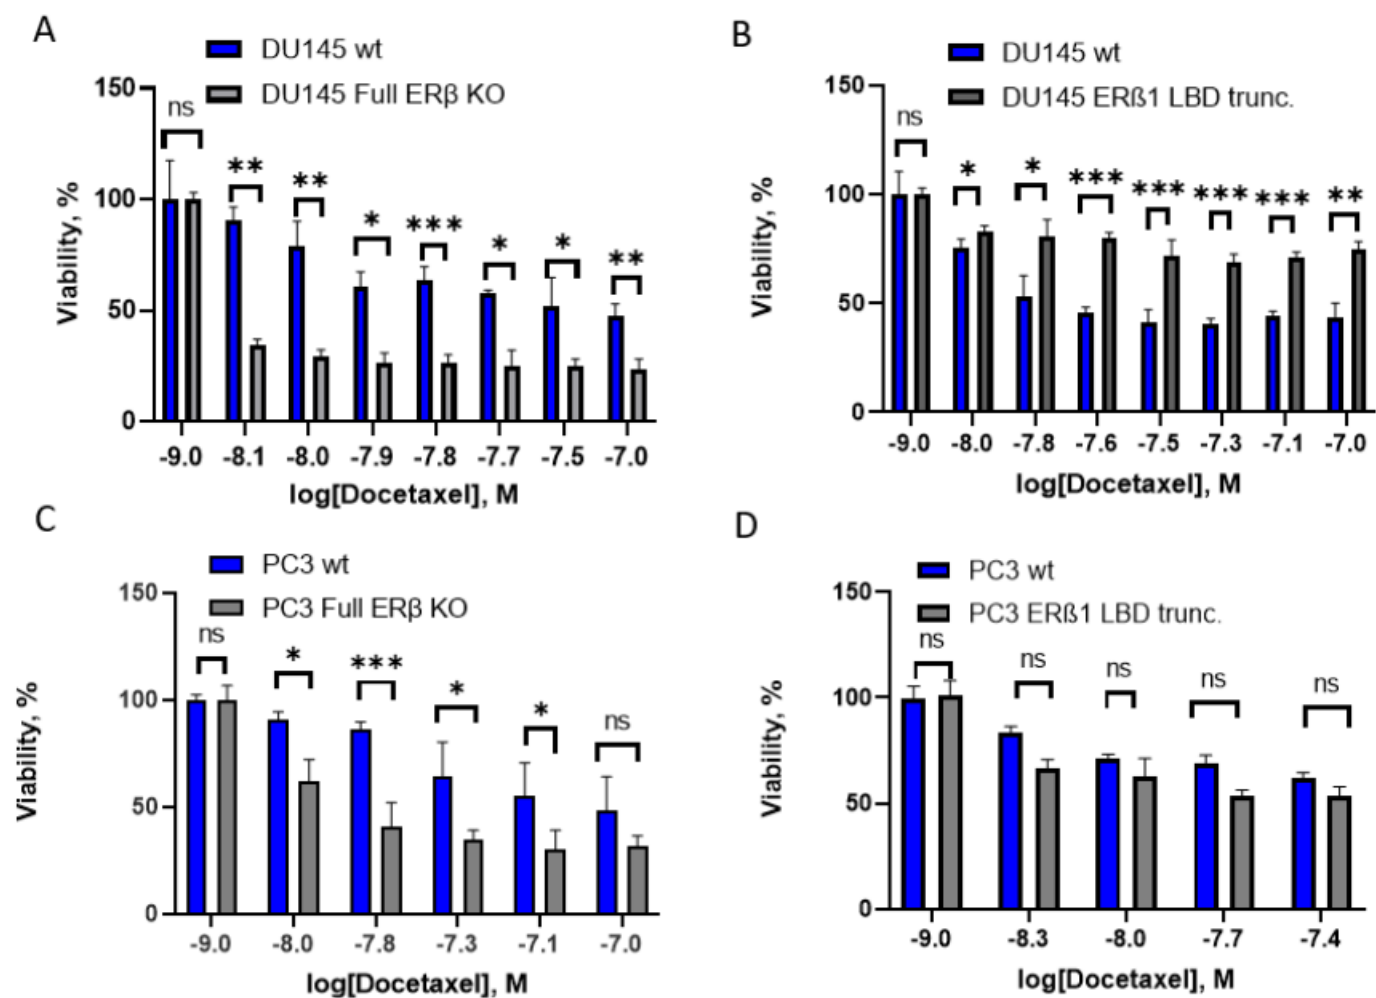 A
DU145 wt
DU145 Full ERβ KO
150
100
50
0
Viability, %
ns
**
**
*
***
*
*
**
-9.0 -8.1 -8.0 -7.9 -7.8 -7.7 -7.5 -7.0
log[Docetaxel], M
B
DU145 wt
DU145 ERß1 LBD trunc.
150
100
50
0
Viability, %
ns
*
*
***
***
***
***
**
-9.0 -8.0 -7.8 -7.6 -7.5 -7.3 -7.1 -7.0
log[Docetaxel], M
C
PC3 wt
PC3 Full ERβ KO
150
100
50
0
Viability, %
ns
*
***
*
*
ns
-9.0 -8.0 -7.8 -7.3 -7.1 -7.0
log[Docetaxel], M
D
PC3 wt
PC3 ERß1 LBD trunc.
150
100
50
0
Viability, %
ns
ns
ns
ns
ns
-9.0 -8.3 -8.0 -7.7 -7.4
log[Docetaxel], M